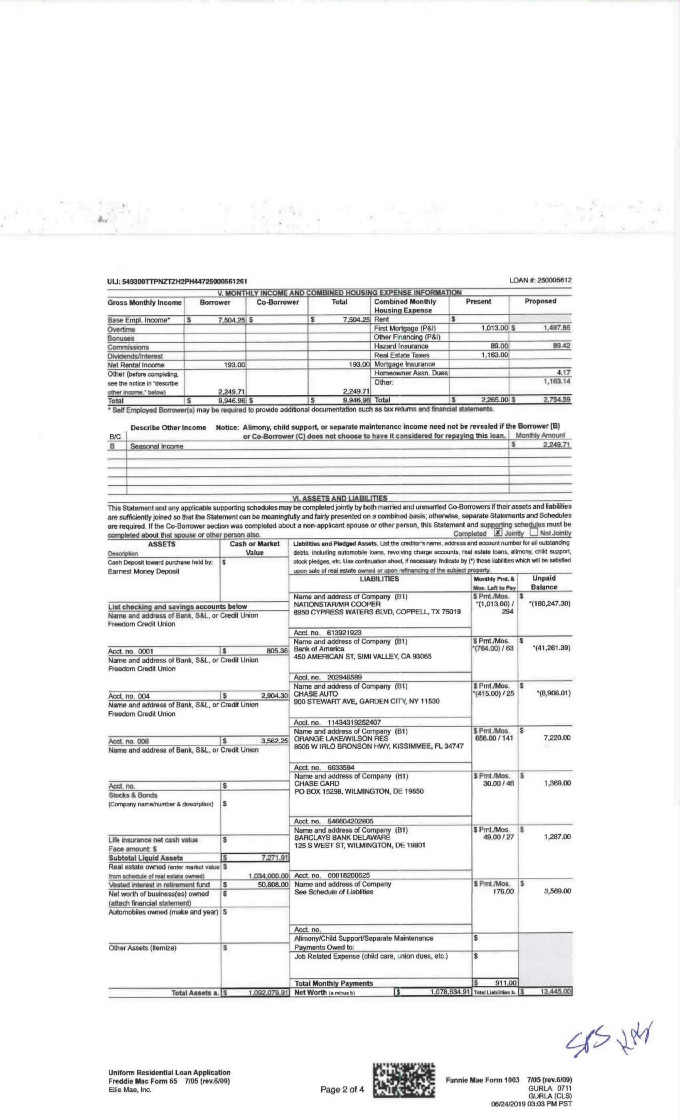 ULI: 549300TTPNZTZH2PH44725000561261 LOAN #: 250005612
V. MONTHLY INCOME AND COMBINED HOUSING EXPENSE INFORMATION
Gross Monthly Income Borrower Co-Borrower Total Combined Monthly Housing Expense Present Proposed
Base Empl. Income* $ 7,504.25 $ $ 7,504.25 Rent $
Overtime First Mortgage (P&I) 1,013.00 $ 1,497.86
Bonuses Other Financing (P&I)
Commissions Hazard Insurance 89.00 89.42
Dividends/Interest Real Estate Taxes 1,163.00
Net Rental Income 193.00 193.00 Mortgage Insurance
Other (before completing, Homeowner Assn. Dues 4.17
see the notice in "describe Other: 1,163.14
other income," below) 2,249.71 2,249.71
Total $ 9,946.96 $ $ 9,946.96 Total $ 2,265.00 $ 2,754.59
* Self Employed Borrower(s) may be required to provide additional documentation such as tax returns and financial statements.
Describe Other Income Notice: Alimony, child support, or separate maintenance income need not be revealed if the Borrower (B)
B/C or Co-Borrower (C) does not choose to have it considered for repaying this loan. Monthly Amount
B Seasonal Income $ 2,249.71
VI. ASSETS AND LIABILITIES
This Statement and any applicable supporting schedules may be completed jointly by both married and unmarried Co-Borrowers if their assets and liabilities
are sufficiently joined so that the Statement can be meaningfully and fairly presented on a combined basis; otherwise, separate Statements and Schedules
are required. If the Co-Borrower section was completed about a non-applicant spouse or other person, this Statement and supporting schedules must be
completed about that spouse or other person also. Completed X Jointly Not Jointly
ASSETS Cash or Market Value
Description
Cash Deposit toward purchase held by: $
Earnest Money Deposit
List checking and savings accounts below
Name and address of Bank, S&L, or Credit Union
Freedom Credit Union
Acct. no. 0001 $ 805.36
Name and address of Bank, S&L, or Credit Union
Freedom Credit Union
Acct. no. 004 $ 2,904.30
Name and address of Bank, S&L, or Credit Union
Freedom Credit Union
Acct. no. 006 $ 3,562.25
Name and address of Bank, S&L, or Credit Union
Acct. no. $
Stocks & Bonds $
(Company name/number & description)
Life insurance net cash value $
Face amount: $
Subtotal Liquid Assets $ 7,271.91
Real estate owned (enter market value $
from schedule of real estate owned) 1,034,000.00
Vested interest in retirement fund $ 50,808.00
Net worth of business(es) owned $
(attach financial statement)
Automobiles owned (make and year) $
Other Assets (itemize) $
Total Assets a. $ 1,092,079.91
Liabilities and Pledged Assets. List the creditor's name, address and account number for all outstanding
debts, including automobile loans, revolving charge accounts, real estate loans, alimony, child support,
stock pledges, etc. Use continuation sheet, if necessary. Indicate by (*) those liabilities which will be satisfied
upon sale of real estate owned or upon refinancing of the subject property.
LIABILITIES Monthly Pmt. & Mos. Left to Pay Unpaid Balance
Name and address of Company (B1) $ Pmt./Mos. $
NATIONSTAR/MR COOPER *(1,013.00) / 294 *(180,247.30)
8950 CYPRESS WATERS BLVD, COPPELL, TX 75019
Acct. no. 613921923
Name and address of Company (B1) $ Pmt./Mos. $
Bank of America *(764.00) / 63 *(41,261.39)
450 AMERICAN ST, SIMI VALLEY, CA 93065
Acct. no. 202946589
Name and address of Company (B1) $ Pmt./Mos. $
CHASE AUTO *(415.00) / 25 *(8,906.01)
900 STEWART AVE, GARDEN CITY, NY 11530
Acct. no. 11434319252407
Name and address of Company (B1) $ Pmt./Mos. $
ORANGE LAKE/WILSON RES 656.00 / 141 7,220.00
8505 W IRLO BRONSON HWY, KISSIMMEE, FL 34747
Acct. no. 6633594
Name and address of Company (B1) $ Pmt./Mos. $
CHASE CARD 30.00 / 46 1,369.00
PO BOX 15298, WILMINGTON, DE 19850
Acct. no. 546604202805
Name and address of Company (B1) $ Pmt./Mos. $
BARCLAYS BANK DELAWARE 49.00 / 27 1,287.00
125 S WEST ST, WILMINGTON, DE 19801
Acct. no. 00018200625
Name and address of Company $ Pmt./Mos. $
See Schedule of Liabilities 176.00 3,569.00
Acct. no.
Alimony/Child Support/Separate Maintenance $
Payments Owed to:
Job Related Expense (child care, union dues, etc.) $
Total Monthly Payments $ 911.00
Net Worth (a minus b) $ 1,078,634.91 Total Liabilities b. $ 13,445.00
Uniform Residential Loan Application
Freddie Mac Form 65 7/05 (rev.6/09)
Ellie Mae, Inc.
Page 2 of 4
Fannie Mae Form 1003 7/05 (rev.6/09)
GURLA 0711
GURLA (CLS)
06/24/2019 03:03 PM PST